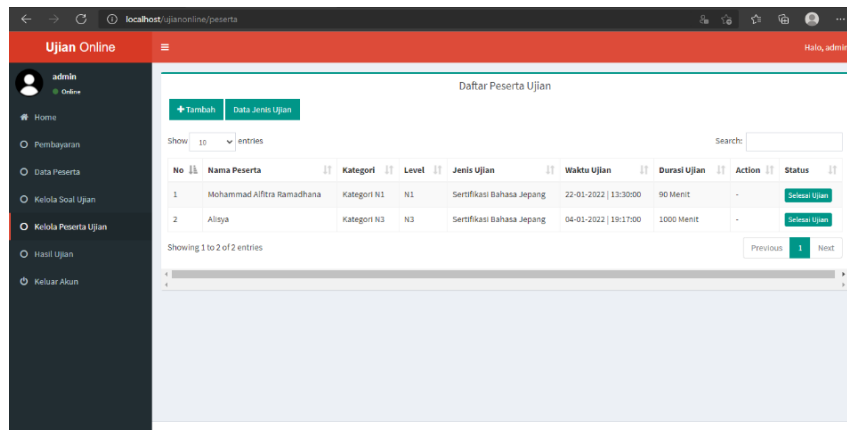 localhost/ujianonline/peserta
Ujian Online
Halo, admin
admin
Online
Home
Pembayaran
Data Peserta
Kelola Soal Ujian
Kelola Peserta Ujian
Hasil Ujian
Keluar Akun
Daftar Peserta Ujian
Tambah Data Jenis Ujian
Show 10 entries Search:
No Nama Peserta Kategori Level Jenis Ujian Waktu Ujian Durasi Ujian Action Status
1 Mohammad Alfitra Ramadhana Kategori N1 N1 Sertifikasi Bahasa Jepang 22-01-2022 | 13:30:00 90 Menit - Selesai Ujian
2 Alisya Kategori N3 N3 Sertifikasi Bahasa Jepang 04-01-2022 | 19:17:00 1000 Menit - Selesai Ujian
Showing 1 to 2 of 2 entries Previous 1 Next